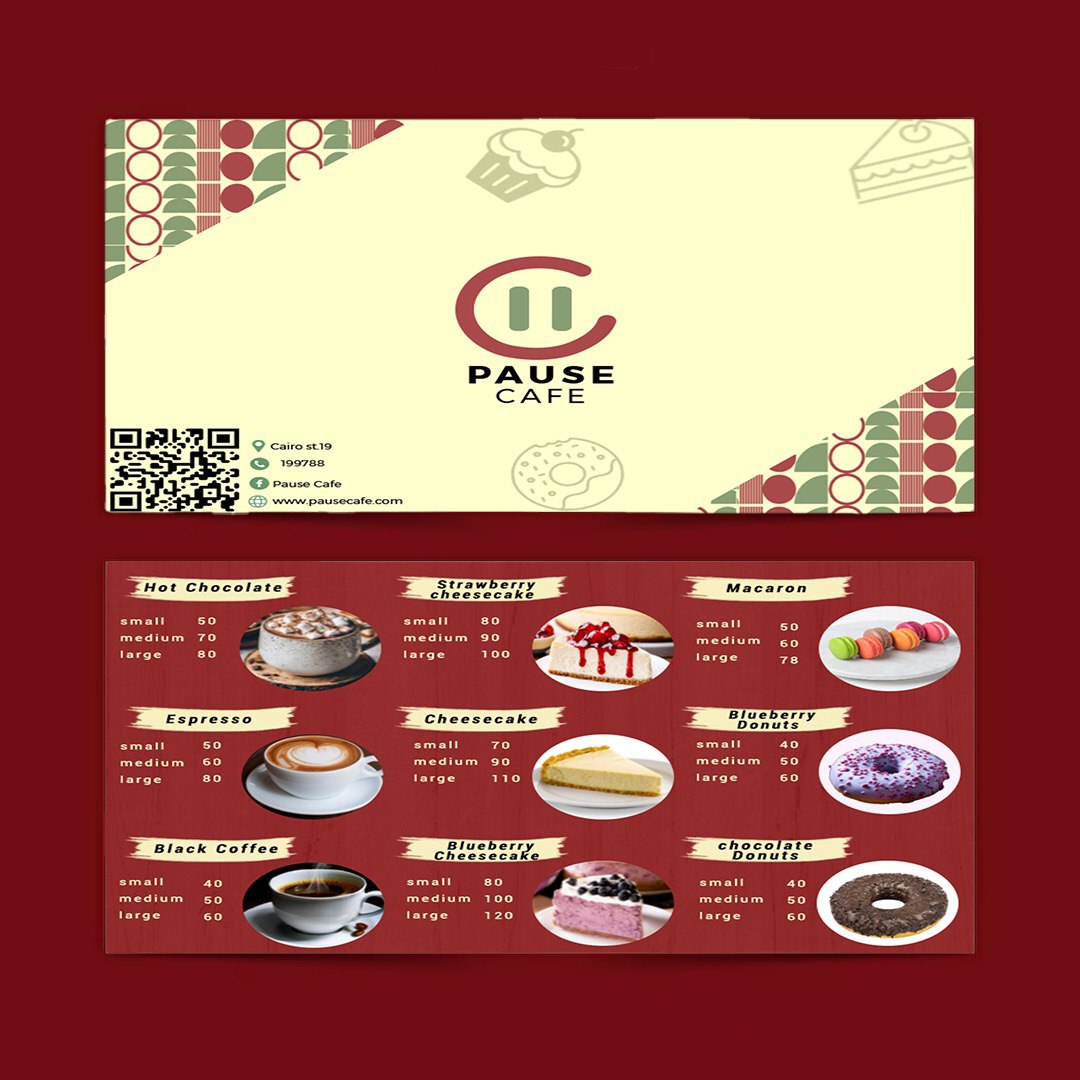 PAUSE
CAFE
Cairo st.19
199788
Pause Cafe
www.pausecafe.com
Hot Chocolate
small 50
medium 70
large 80
Strawberry
cheesecake
small 80
medium 90
large 100
Macaron
small 50
medium 60
large 78
Espresso
small 50
medium 60
large 80
Cheesecake
small 70
medium 90
large 110
Blueberry
Donuts
small 40
medium 50
large 60
Black Coffee
small 40
medium 50
large 60
Blueberry
Cheesecake
small 80
medium 100
large 120
chocolate
Donuts
small 40
medium 50
large 60